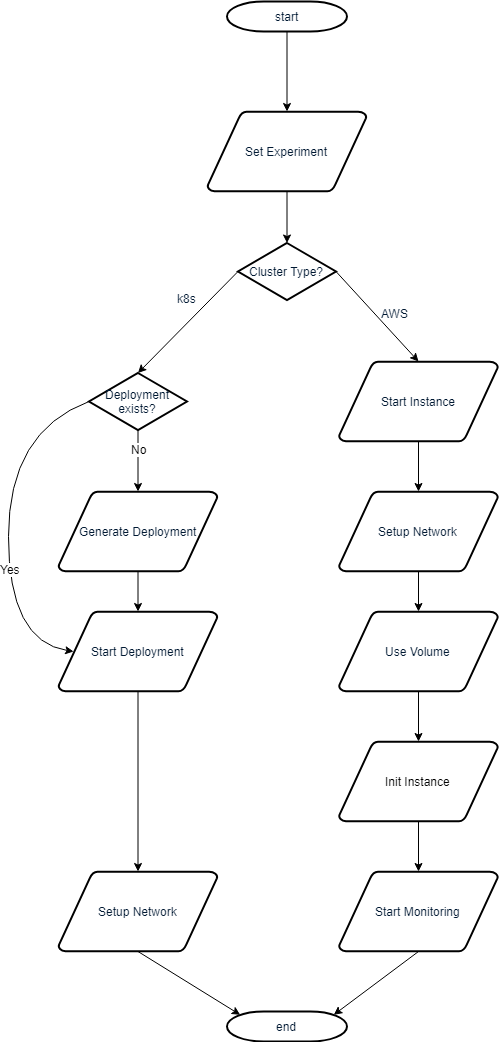 start
Set Experiment
Cluster Type?
k8s
AWS
Deployment
exists?
Start Instance
No
Generate Deployment
Setup Network
Yes
Start Deployment
Use Volume
Init Instance
Setup Network
Start Monitoring
end